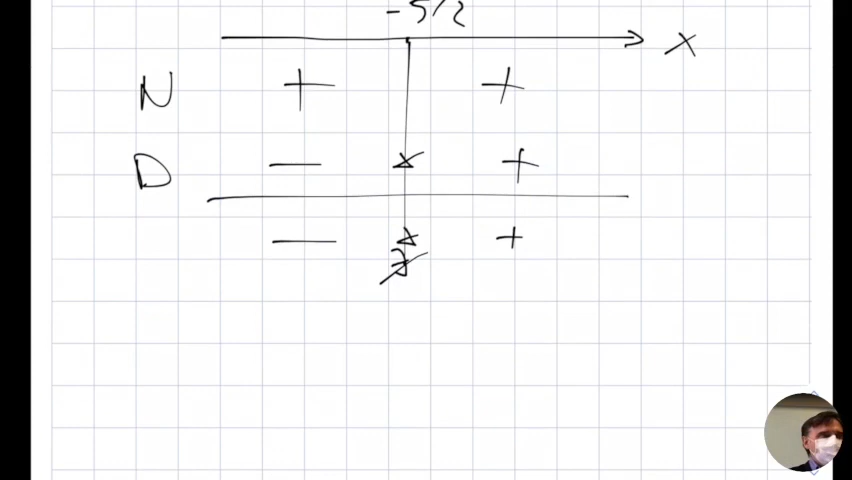 -5/2
x
N + +
D — × +
— × +
∄